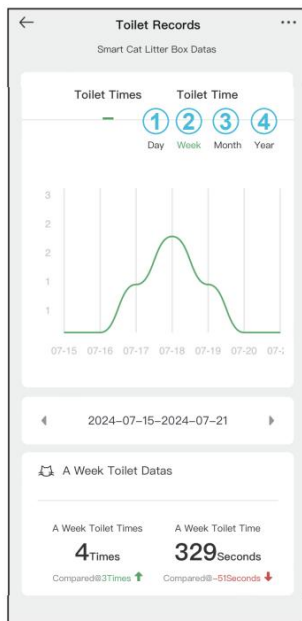 Toilet Records
Smart Cat Litter Box Datas
Toilet Times Toilet Time
1 2 3 4
Day Week Month Year
3
2
2
1
1
07-15 07-16 07-17 07-18 07-19 07-20 07-2
2024-07-15-2024-07-21
A Week Toilet Datas
A Week Toilet Times A Week Toilet Time
4Times 329Seconds
Compared@3Times Compared@-51Seconds